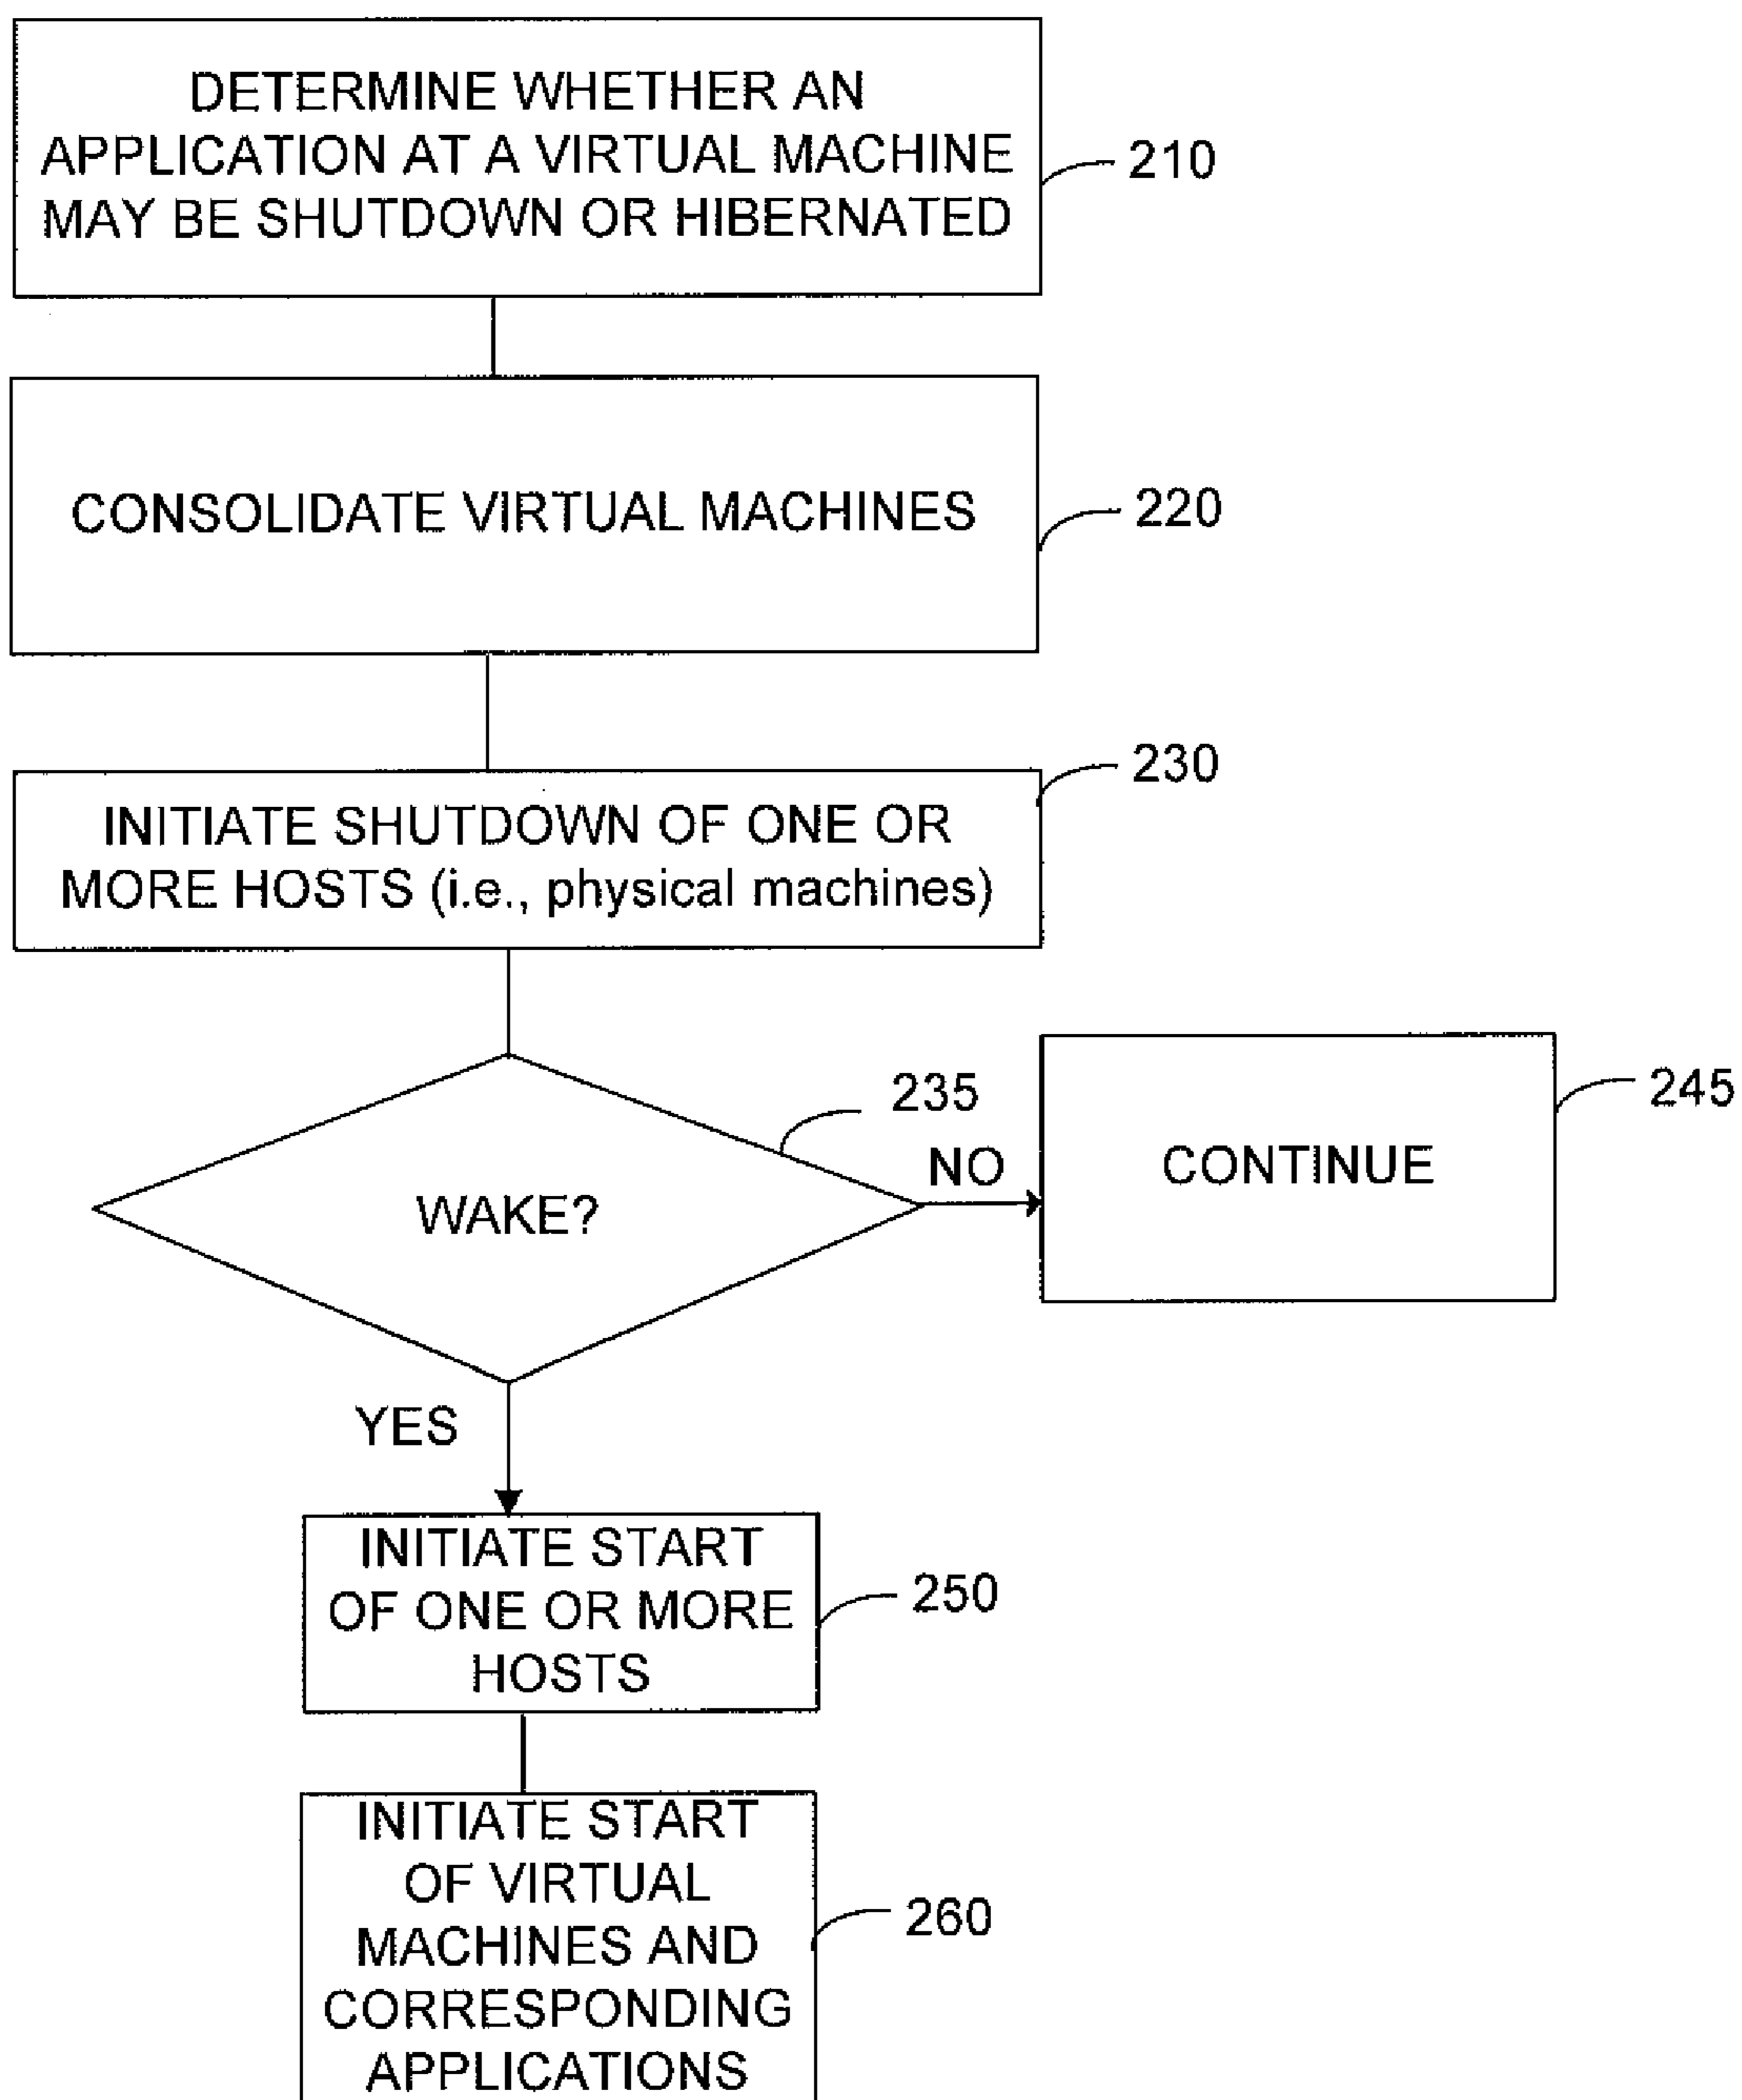 DETERMINE WHETHER AN
APPLICATION AT A VIRTUAL MACHINE
MAY BE SHUTDOWN OR HIBERNATED
210
CONSOLIDATE VIRTUAL MACHINES
220
230
INITIATE SHUTDOWN OF ONE OR
MORE HOSTS (i.e., physical machines)
235
245
NO
CONTINUE
WAKE?
YES
INITIATE START
OF ONE OR MORE
HOSTS
250
INITIATE START
OF VIRTUAL
MACHINES AND
CORRESPONDING
APPLICATIONS
260